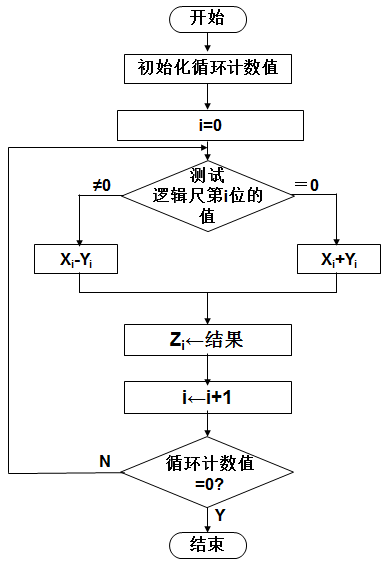 开始
初始化循环计数值
i=0
测试
逻辑尺第i位的
值
≠0
＝0
Xi-Yi
Xi+Yi
Zi←结果
i←i+1
循环计数值
=0?
N
Y
结束